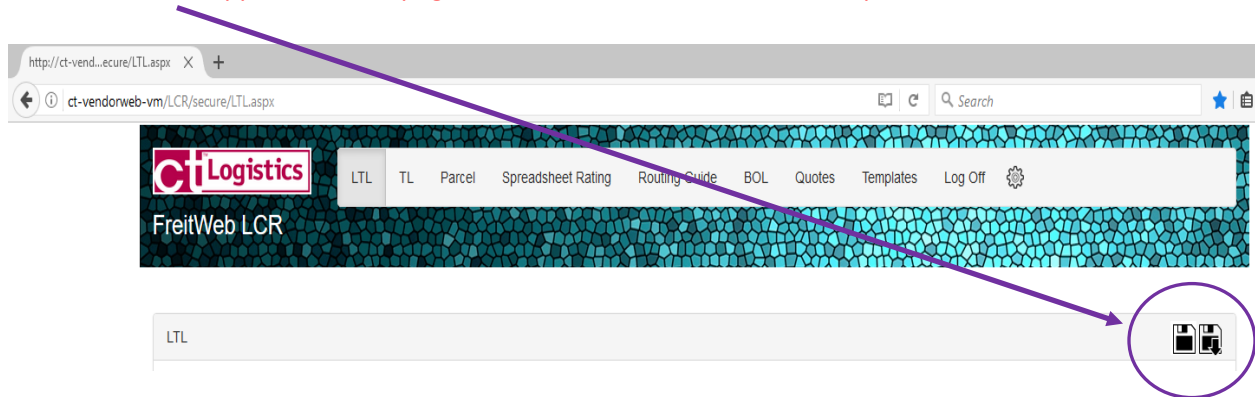 http://ct-vend...ecure/LTL.aspx
ct-vendorweb-vm/LCR/secure/LTL.aspx
Search
ct Logistics
LTL TL Parcel Spreadsheet Rating Routing Guide BOL Quotes Templates Log Off
FreitWeb LCR
LTL